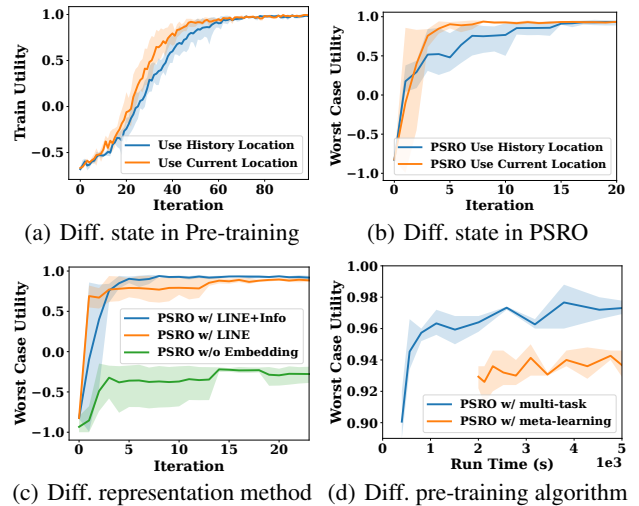 1.0
0.5
0.0
−0.5
Train Utility
0 20 40 60 80
Iteration
Use History Location
Use Current Location
(a) Diff. state in Pre-training
1.0
0.5
0.0
−0.5
−1.0
Worst Case Utility
0 5 10 15 20
Iteration
PSRO Use History Location
PSRO Use Current Location
(b) Diff. state in PSRO
1.0
0.5
0.0
−0.5
−1.0
Worst Case Utility
0 10 20
Iteration
PSRO w/ LINE+Info
PSRO w/ LINE
PSRO w/o Embedding
(c) Diff. representation method
0.98
0.96
0.94
0.92
0.90
Worst Case Utility
0 1 2 3 4 5
Run Time (s) 1e3
PSRO w/ multi-task
PSRO w/ meta-learning
(d) Diff. pre-training algorithm